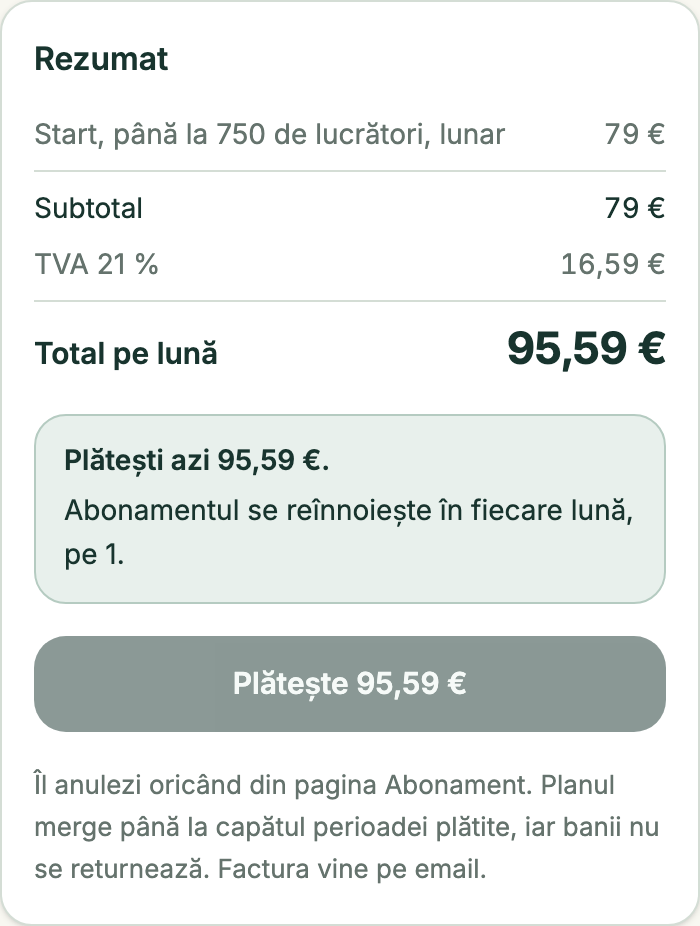 Rezumat
Start, până la 750 de lucrători, lunar 79 €
Subtotal 79 €
TVA 21 % 16,59 €
Total pe lună 95,59 €
Plătești azi 95,59 €.
Abonamentul se reînnoiește în fiecare lună,
pe 1.
Plătește 95,59 €
Îl anulezi oricând din pagina Abonament. Planul
merge până la capătul perioadei plătite, iar banii nu
se returnează. Factura vine pe email.